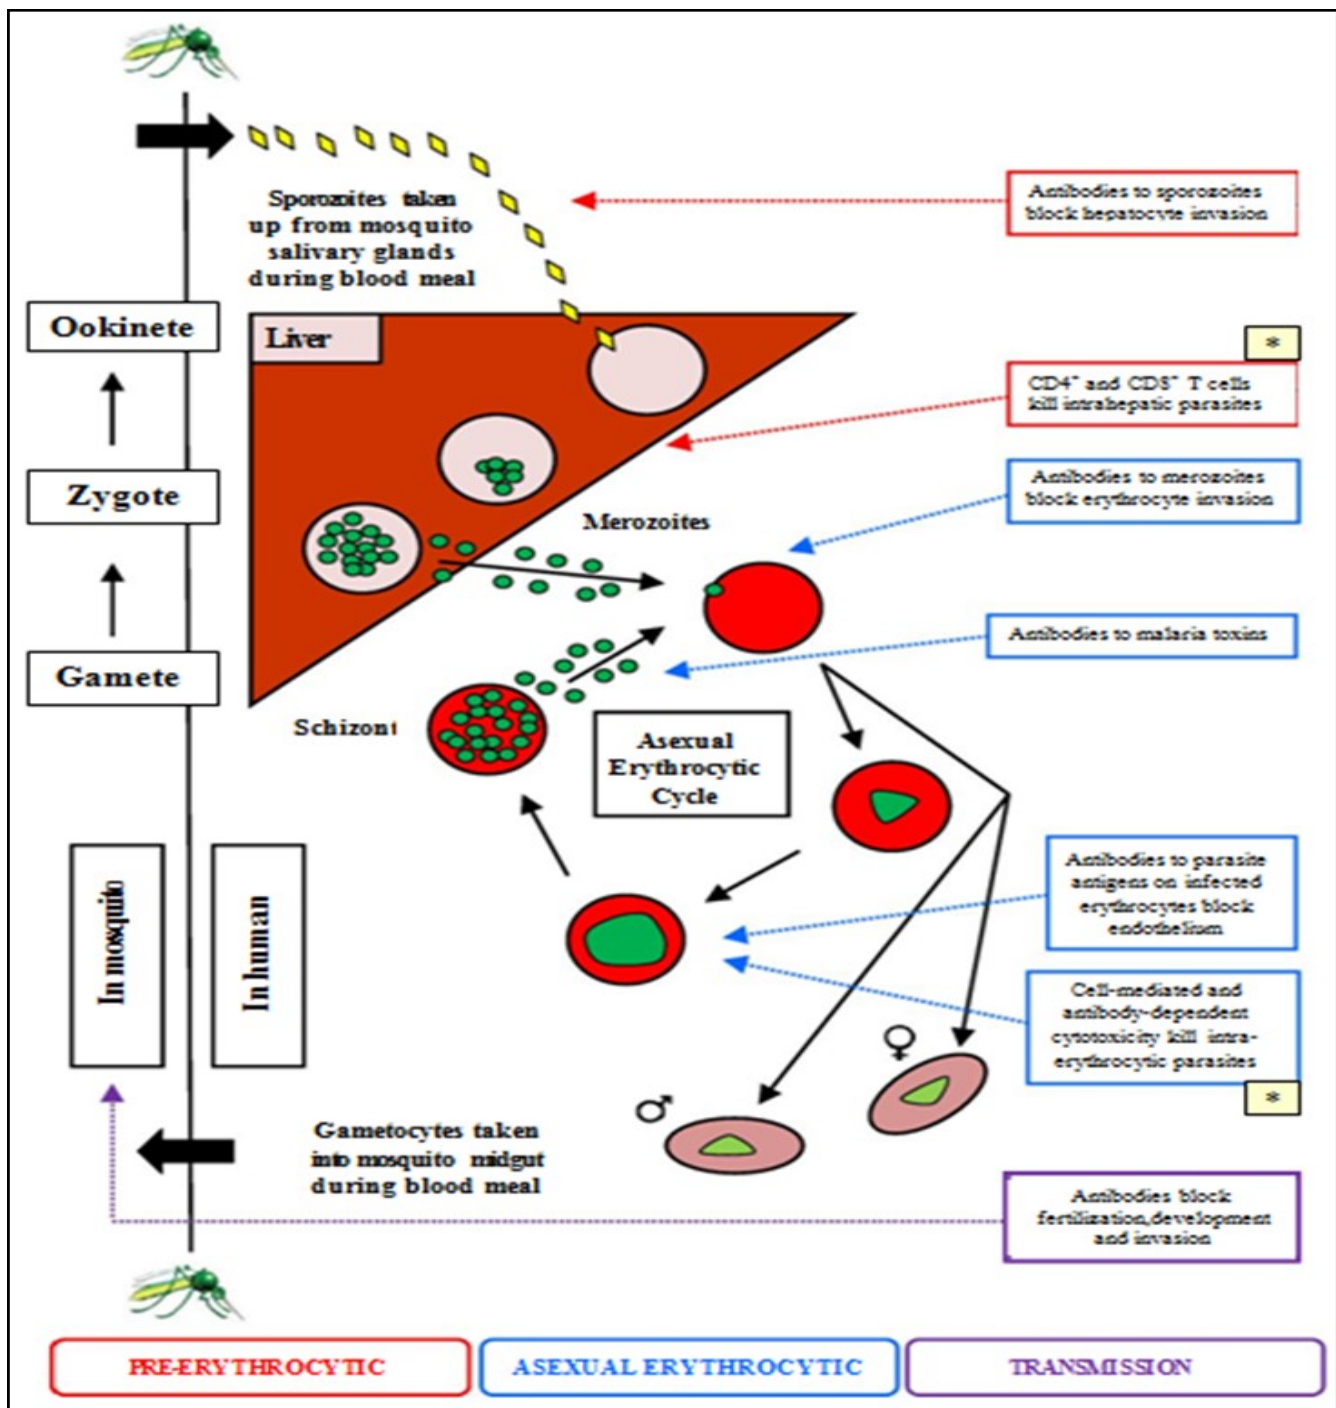 Sporozoites taken
up from mosquito
salivary glands
during blood meal
Antibodies to sporozoites
block hepatocyte invasion
Ookinete
Liver
*
CD4+ and CD8+ T cells
kill intrahepatic parasites
Zygote
Antibodies to merozoites
block erythrocyte invasion
Merozoites
Gamete
Antibodies to malaria toxins
Schizont
Asexual
Erythrocytic
Cycle
In mosquito
In human
Antibodies to parasite
antigens on infected
erythrocytes block
endothelium
Cell-mediated and
antibody-dependent
cytotoxicity kill intra-
erythrocytic parasites
*
♀
♂
Gametocytes taken
into mosquito midgut
during blood meal
Antibodies block
fertilization,development
and invasion
PRE-ERYTHROCYTIC
ASEXUAL ERYTHROCYTIC
TRANSMISSION